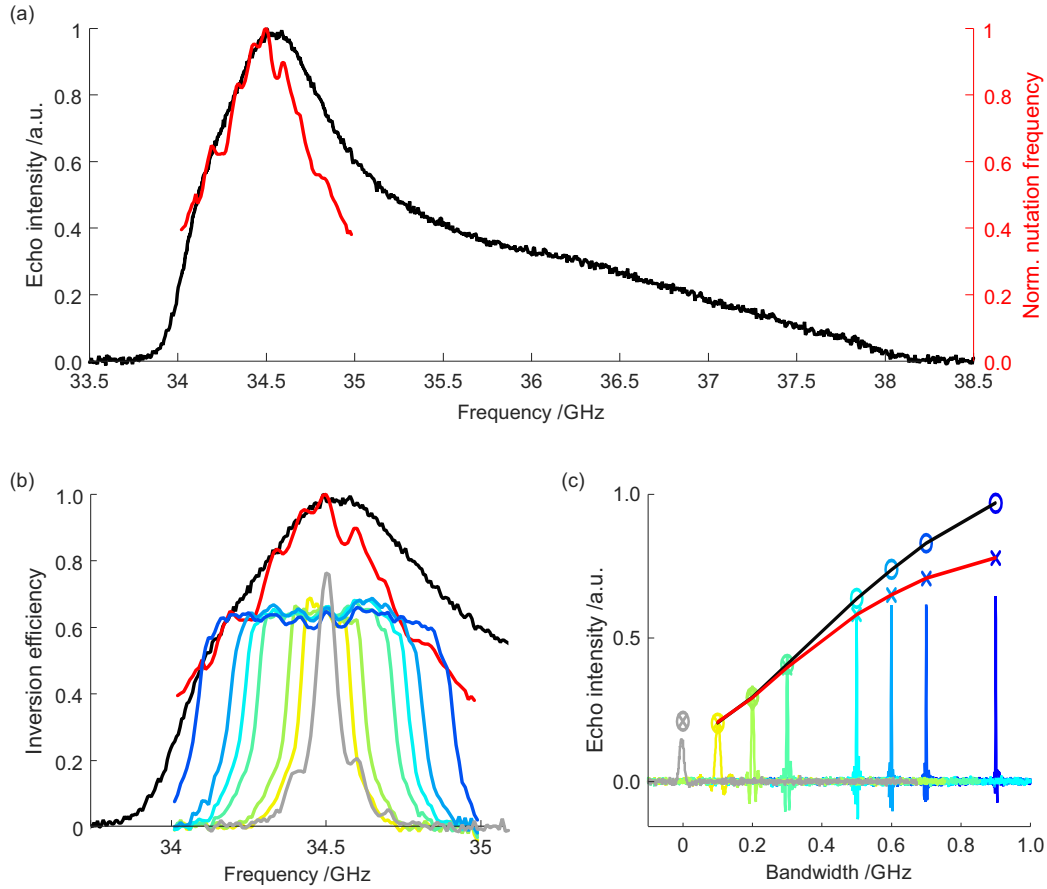 (a)
1
0.8
0.6
0.4
0.2
0.0
Echo intensity /a.u.
1
0.8
0.6
0.4
0.2
0.0
Norm. nutation frequency
33.5 34 34.5 35 35.5 36 36.5 37 37.5 38 38.5
Frequency /GHz
(b)
1.0
0.8
0.6
0.4
0.2
0
Inversion efficiency
34 34.5 35
Frequency /GHz
(c)
1.0
0.5
0.0
Echo intensity /a.u.
0 0.2 0.4 0.6 0.8 1.0
Bandwidth /GHz